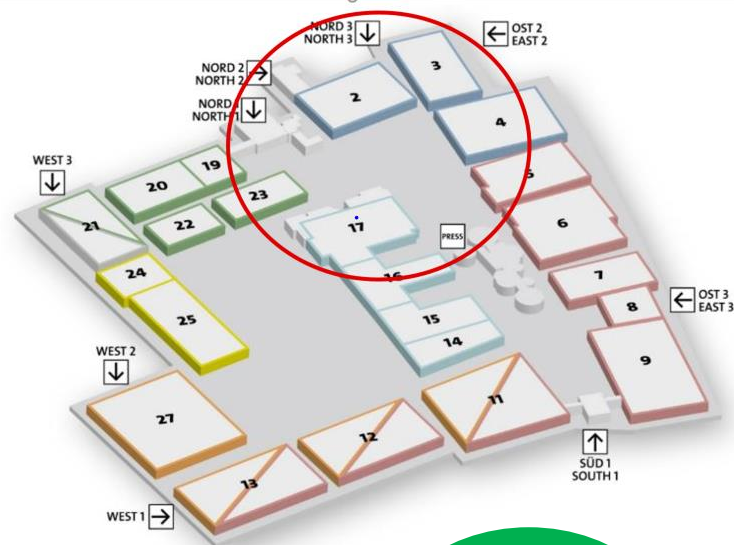 NORD 3
NORTH 3
OST 2
EAST 2
NORD 2
NORTH 2
NORD
NORTH 1
WEST 3
3
2
4
19
20
5
23
22
21
17
6
PRESS
24
16
7
OST 3
EAST 3
8
25
15
14
9
WEST 2
11
27
12
SÜD 1
SOUTH 1
13
WEST 1